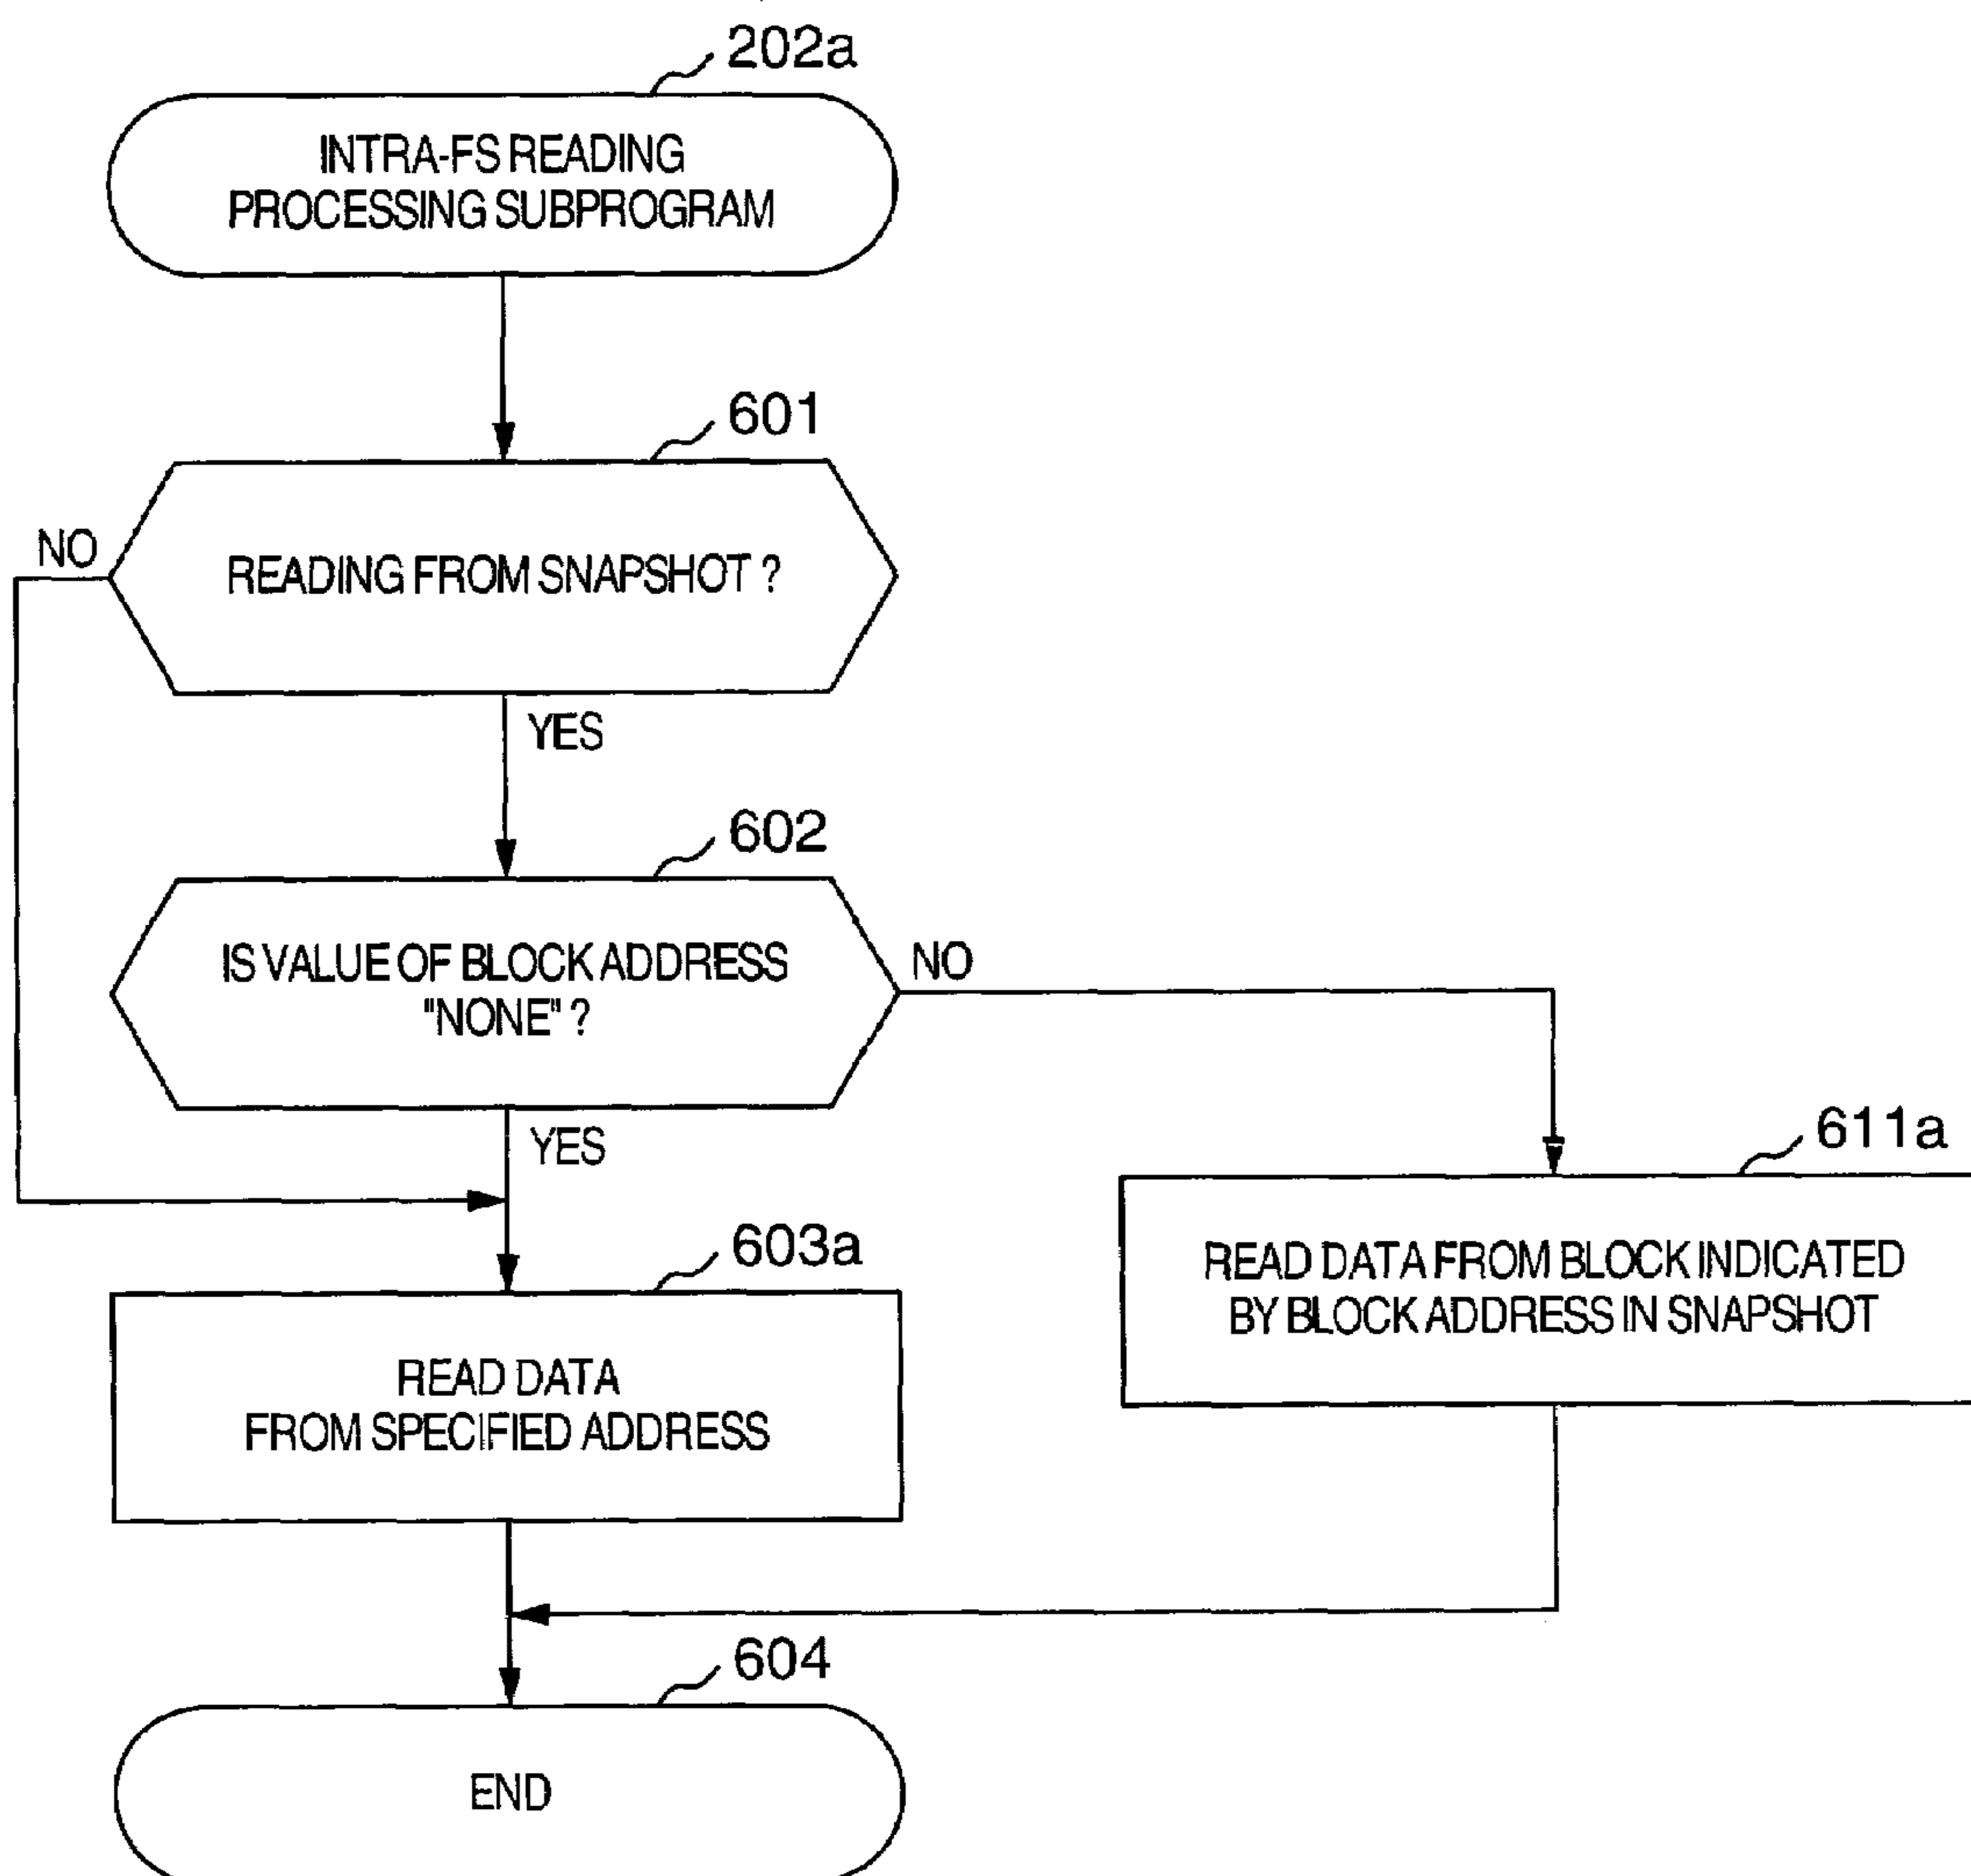 202a
INTRA-FS READING
PROCESSING SUBPROGRAM
601
NO
READING FROM SNAPSHOT ?
YES
602
IS VALUE OF BLOCK ADDRESS
"NONE" ?
NO
YES
611a
READ DATA FROM BLOCK INDICATED
BY BLOCK ADDRESS IN SNAPSHOT
603a
READ DATA
FROM SPECIFIED ADDRESS
604
END